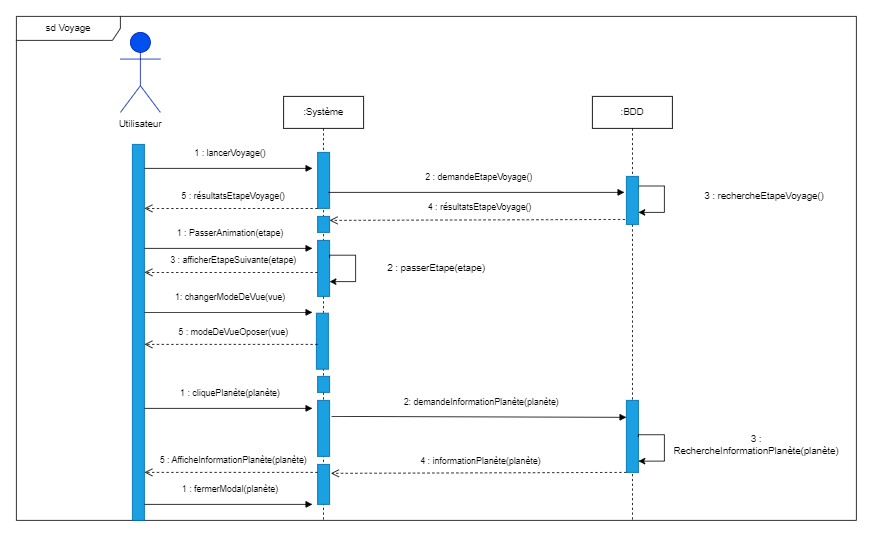 sd Voyage
Utilisateur
:Système
:BDD
1 : lancerVoyage()
2 : demandeEtapeVoyage()
3 : rechercheEtapeVoyage()
5 : résultatsEtapeVoyage()
4 : résultatsEtapeVoyage()
1 : PasserAnimation(etape)
3 : afficherEtapeSuivante(etape)
2 : passerEtape(etape)
1: changerModeDeVue(vue)
5 : modeDeVueOposer(vue)
1 : cliquePlanète(planète)
2: demandeInformationPlanète(planète)
3 :
RechercheInformationPlanète(planète)
5 : AfficheInformationPlanète(planète)
4 : informationPlanète(planète)
1 : fermerModal(planète)